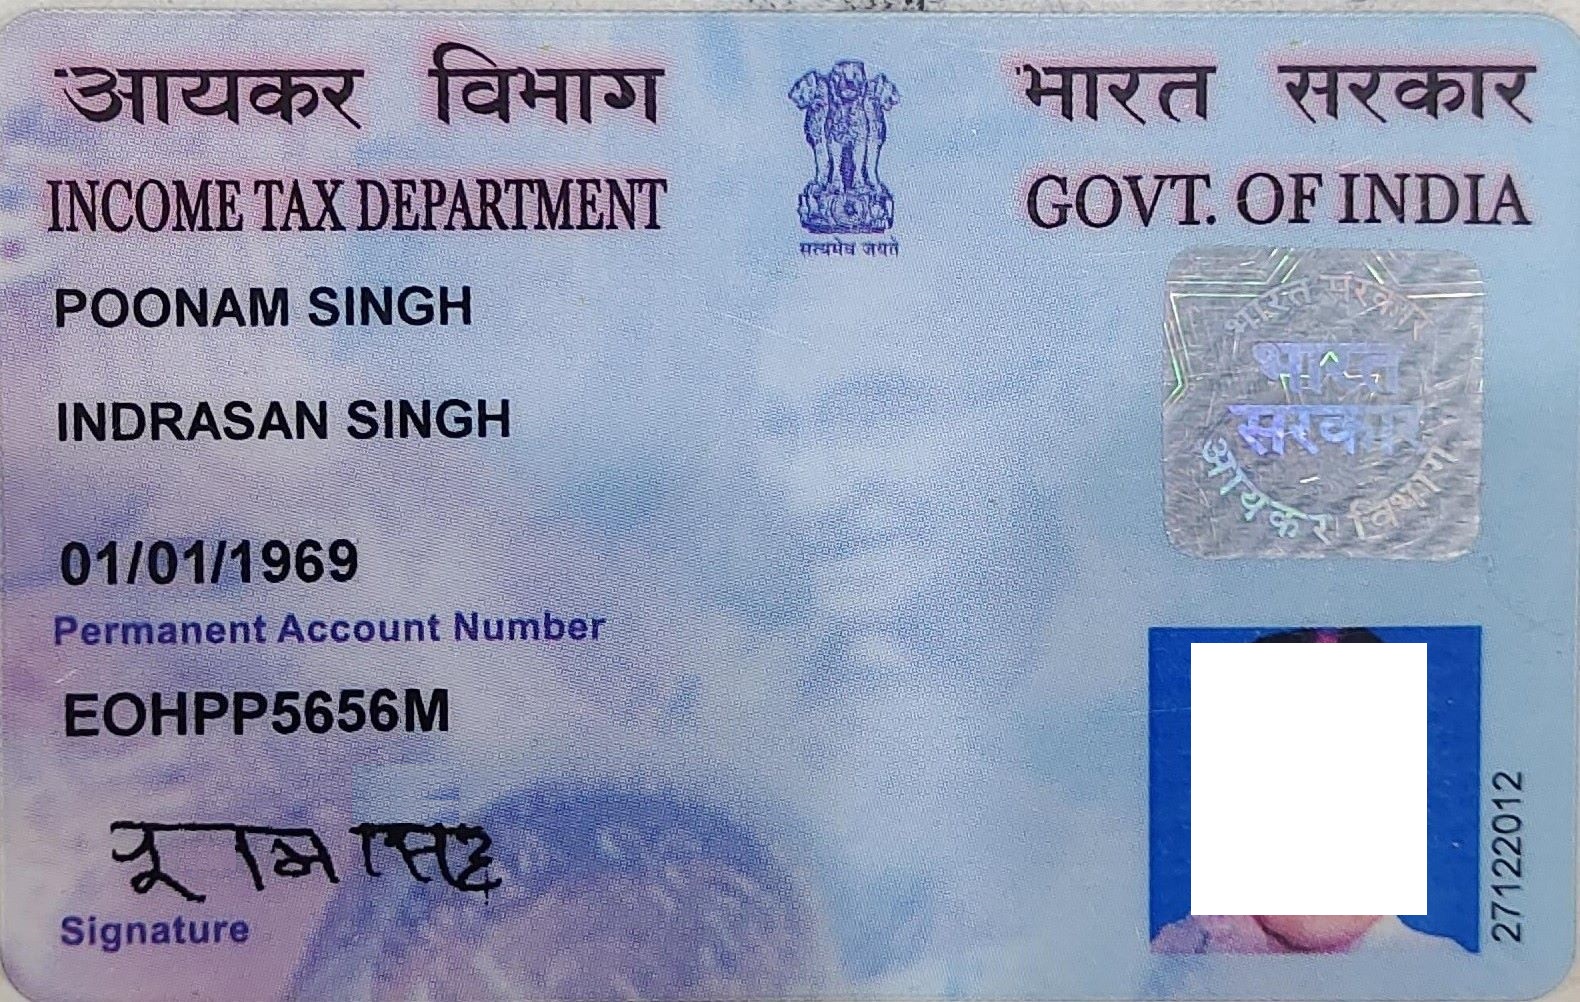 आयकर विभाग
INCOME TAX DEPARTMENT
सत्यमेव जयते
भारत सरकार
GOVT. OF INDIA
POONAM SINGH
INDRASAN SINGH
01/01/1969
Permanent Account Number
EOHPP5656M
Signature
भारत सरकार
भारत
सरकार
आयकर विभाग
27122012